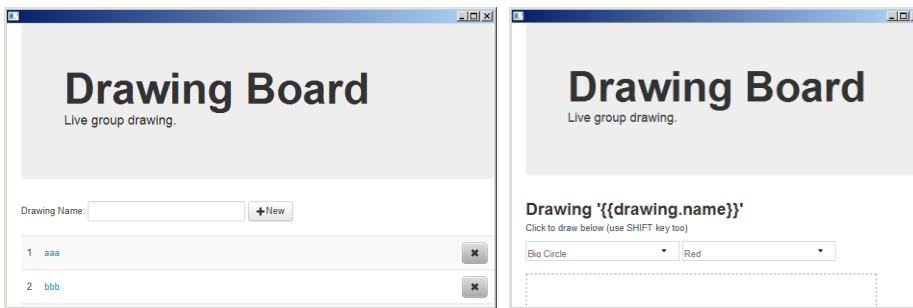 Drawing Board
Live group drawing.
Drawing Name:
New
1 aaa
2 bbb
Drawing Board
Live group drawing.
Drawing '{{drawing.name}}'
Click to draw below (use SHIFT key too)
Big Circle Red